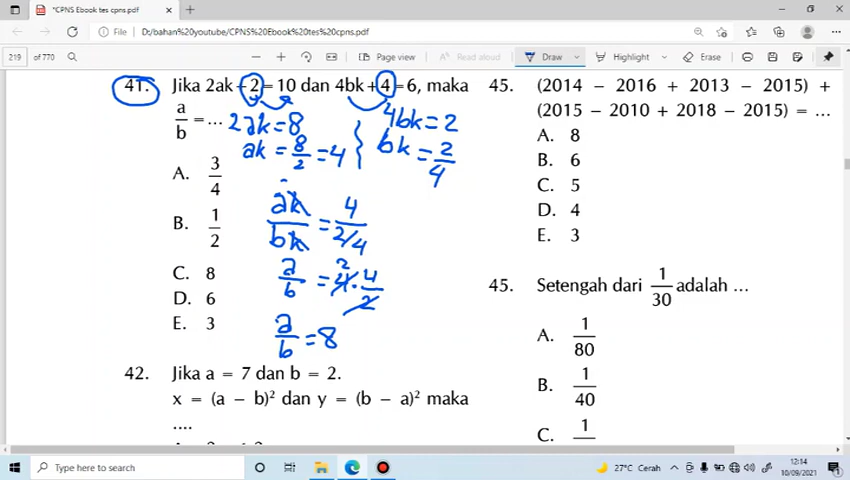 *CPNS Ebook tes cpns.pdf
File D:/bahan%20youtube/CPNS%20Ebook%20tes%20cpns.pdf
219 of 770 Page view Read aloud Draw Highlight Erase
41. Jika 2ak + 2 = 10 dan 4bk + 4 = 6, maka
a/b = ...
2ak = 8
ak = 8/2 = 4
4bk = 2
bk = 2/4
A. 3/4
ak/bk = 4/2/4
B. 1/2
a/b = 4 . 4/2
2
C. 8
D. 6
E. 3
a/b = 8
42. Jika a = 7 dan b = 2.
x = (a – b)² dan y = (b – a)² maka
....
45. (2014 – 2016 + 2013 – 2015) +
(2015 – 2010 + 2018 – 2015) = ...
A. 8
B. 6
C. 5
D. 4
E. 3
45. Setengah dari 1/30 adalah ...
A. 1/80
B. 1/40
C. 1
Type here to search
27°C Cerah
12:14
10/09/2021